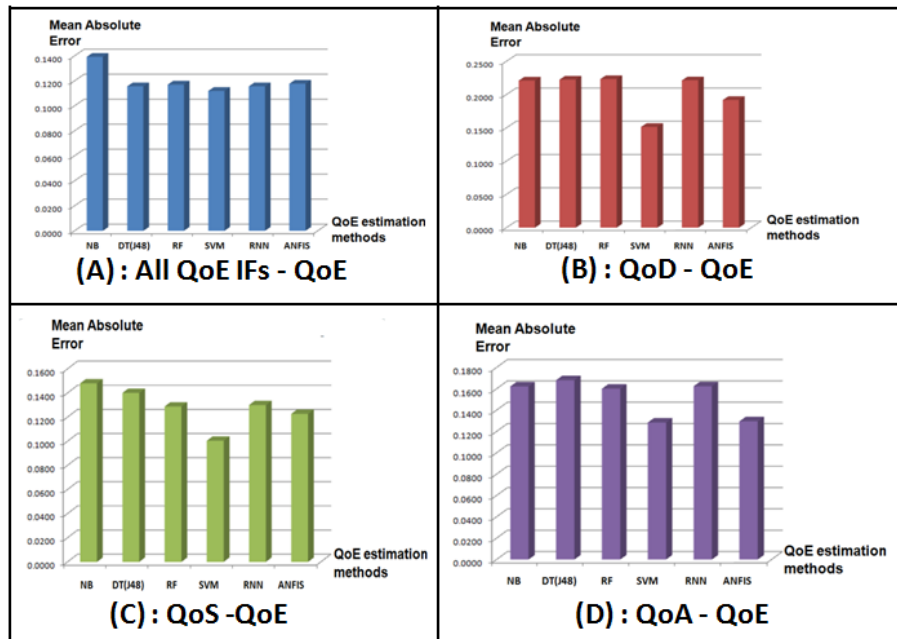 Mean Absolute
Error
0.1400
0.1200
0.1000
0.0800
0.0600
0.0400
0.0200
0.0000
NB DT(J48) RF SVM RNN ANFIS
QoE estimation
methods
(A) : All QoE IFs - QoE
Mean Absolute
Error
0.2500
0.2000
0.1500
0.1000
0.0500
0.0000
NB DT(J48) RF SVM RNN ANFIS
QoE estimation
methods
(B) : QoD - QoE
Mean Absolute
Error
0.1600
0.1400
0.1200
0.1000
0.0800
0.0600
0.0400
0.0200
0.0000
NB DT(J48) RF SVM RNN ANFIS
QoE estimation
methods
(C) : QoS -QoE
Mean Absolute
Error
0.1800
0.1600
0.1400
0.1200
0.1000
0.0800
0.0600
0.0400
0.0200
0.0000
NB DT(J48) RF SVM RNN ANFIS
QoE estimation
methods
(D) : QoA - QoE